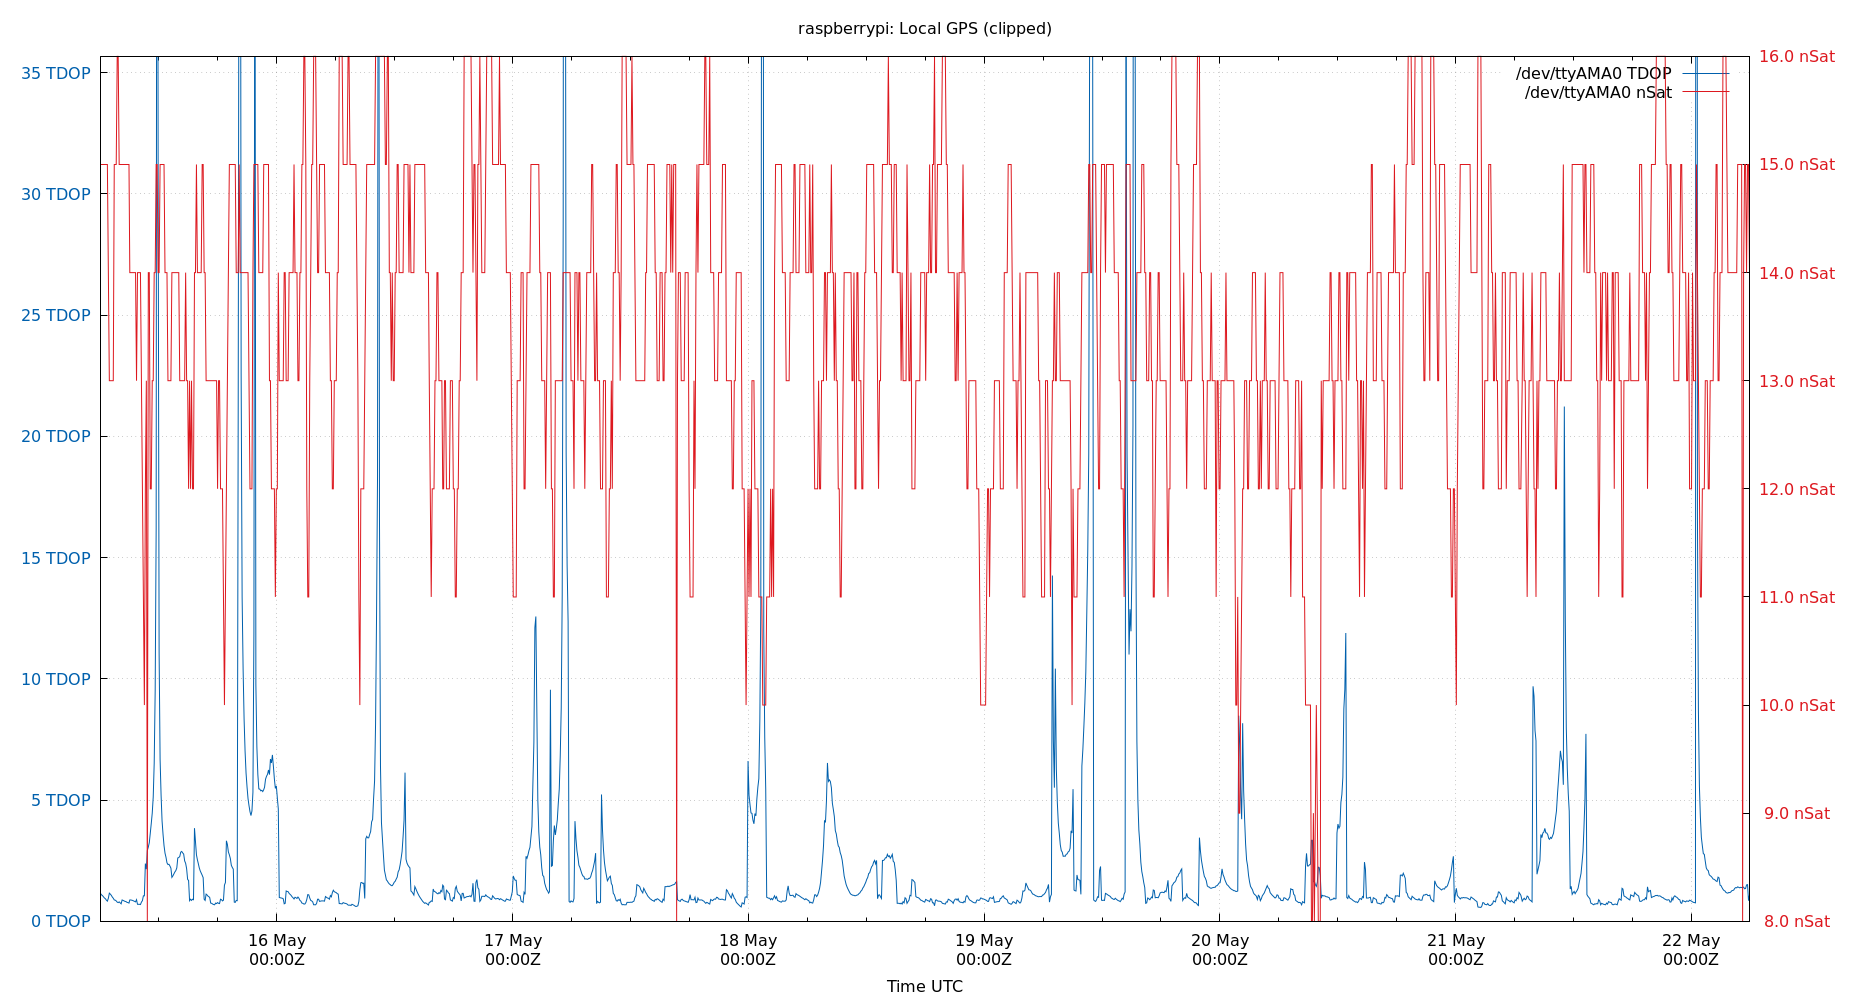 raspberrypi: Local GPS (clipped)
/dev/ttyAMA0 TDOP
/dev/ttyAMA0 nSat
35 TDOP
30 TDOP
25 TDOP
20 TDOP
15 TDOP
10 TDOP
5 TDOP
0 TDOP
16.0 nSat
15.0 nSat
14.0 nSat
13.0 nSat
12.0 nSat
11.0 nSat
10.0 nSat
9.0 nSat
8.0 nSat
16 May
00:00Z
17 May
00:00Z
18 May
00:00Z
19 May
00:00Z
20 May
00:00Z
21 May
00:00Z
22 May
00:00Z
Time UTC